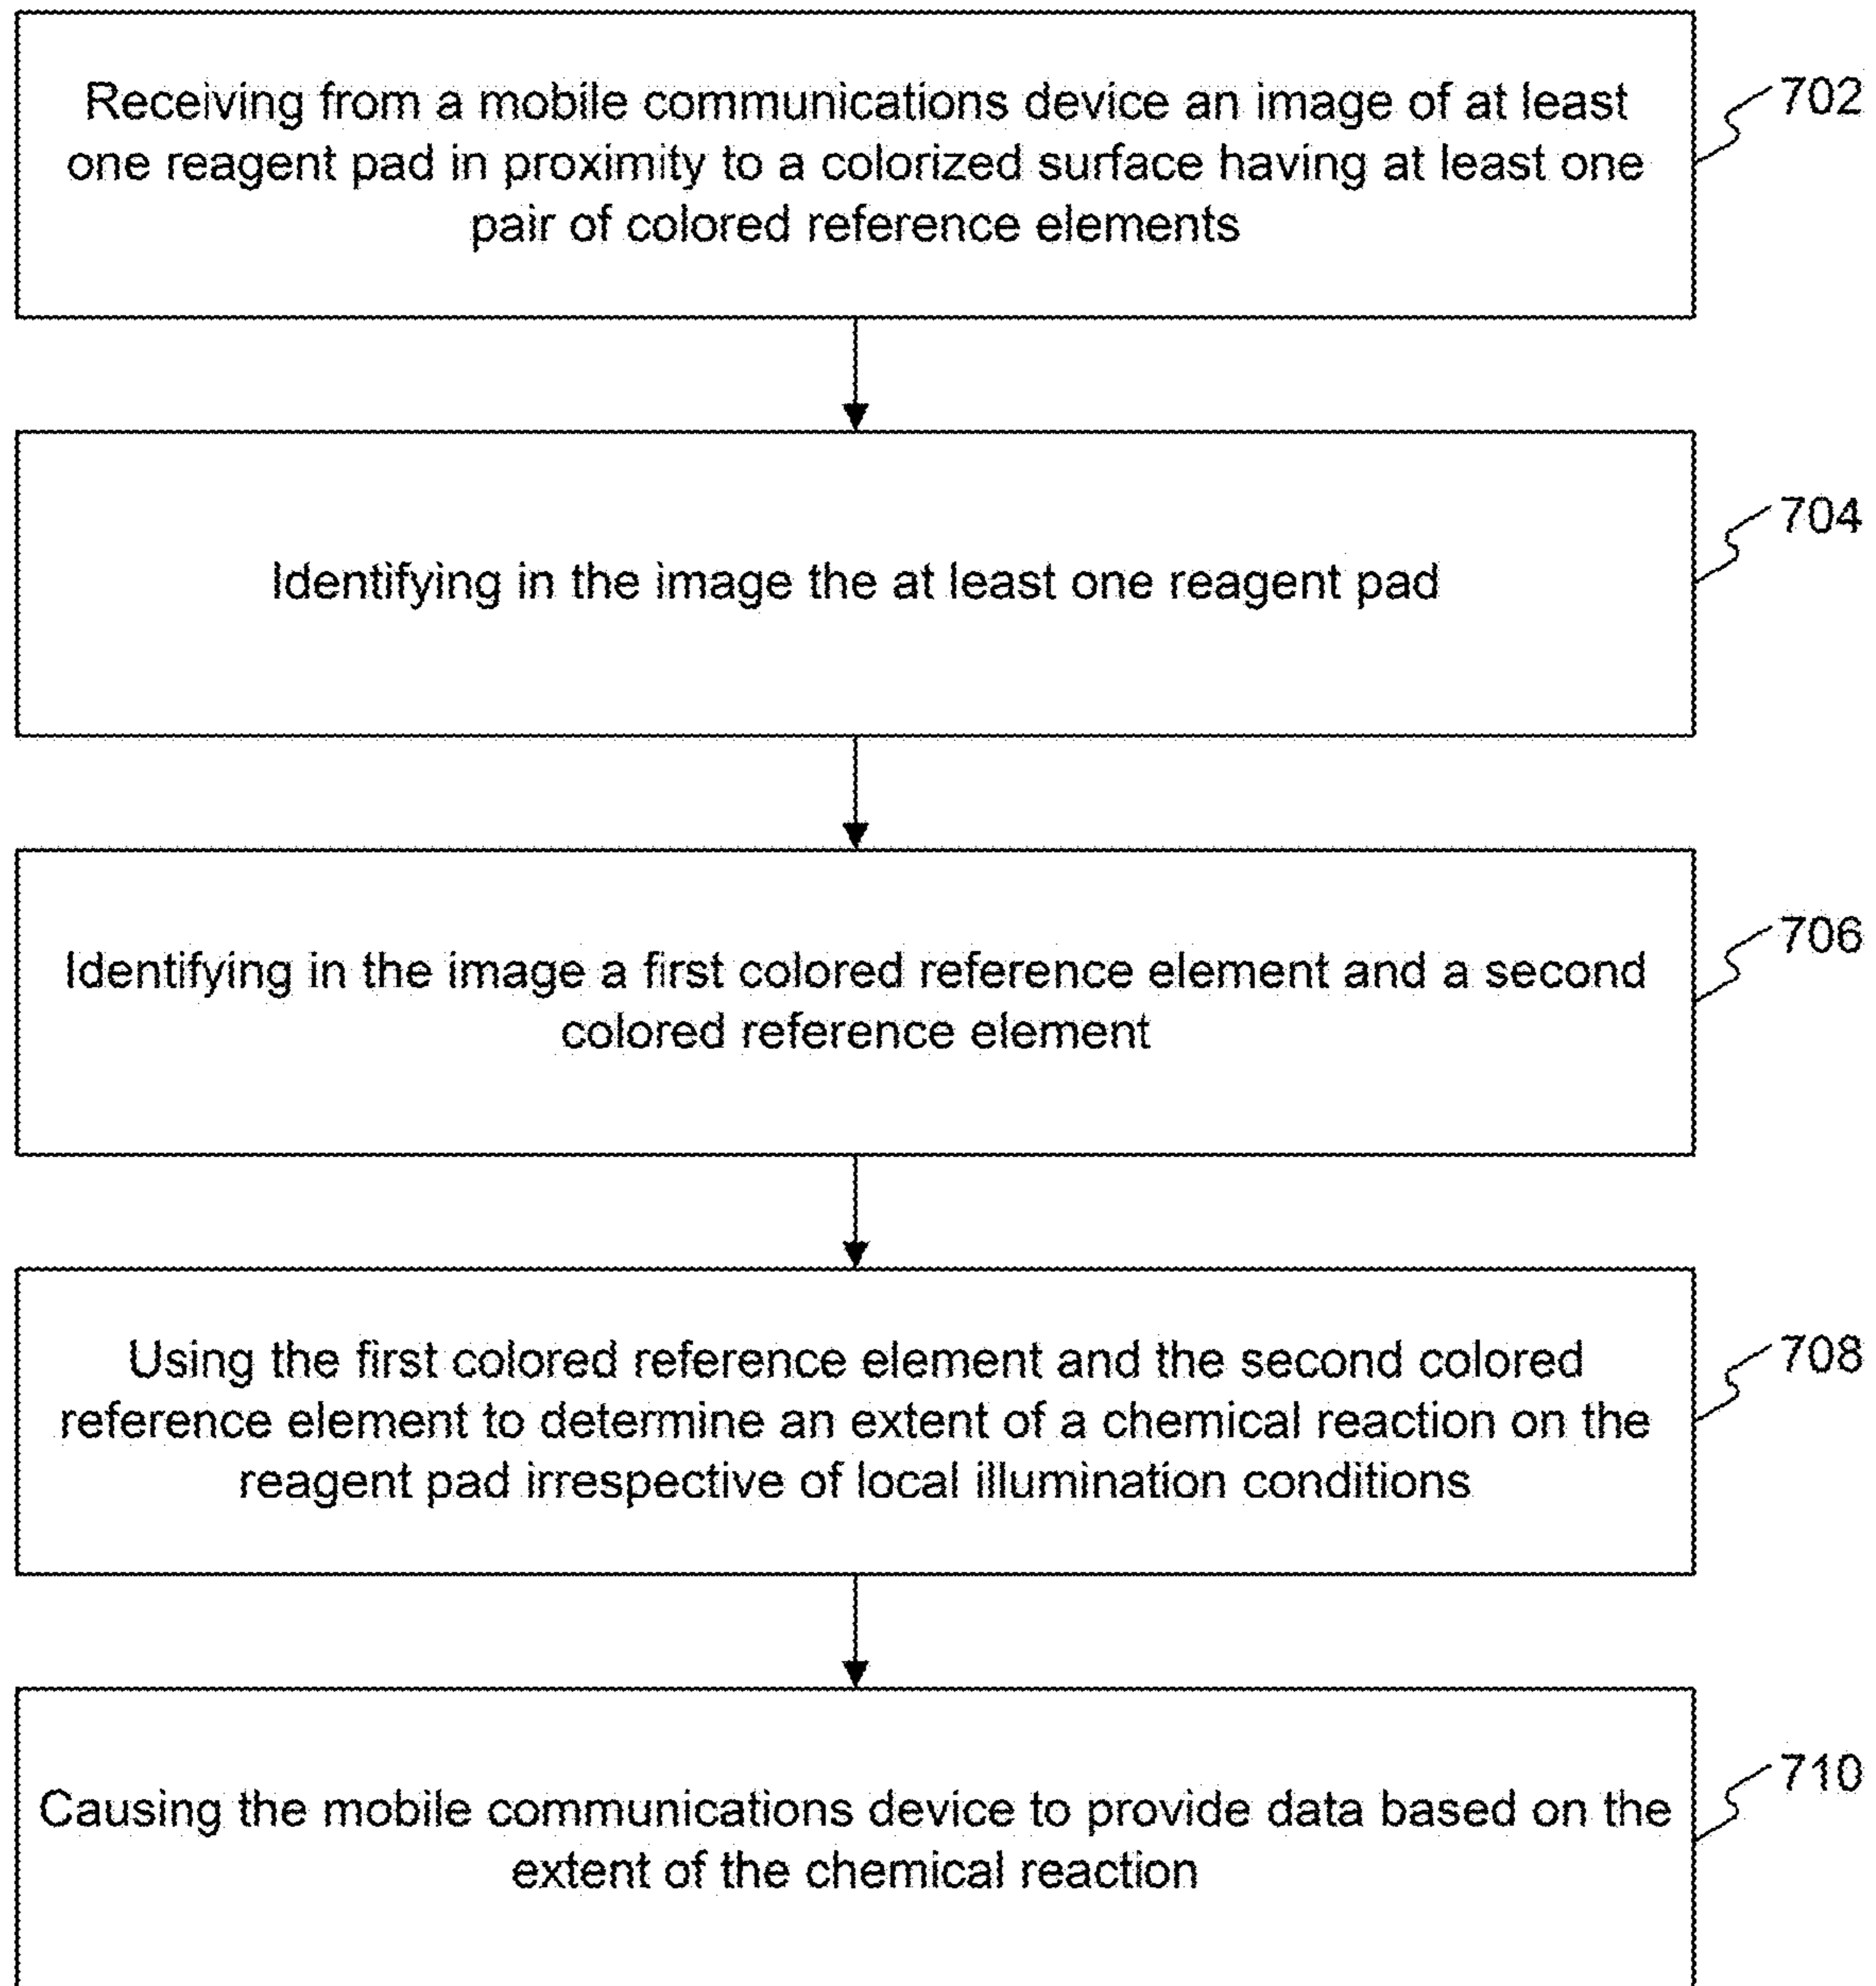 Receiving from a mobile communications device an image of at least
one reagent pad in proximity to a colorized surface having at least one
pair of colored reference elements
702
Identifying in the image the at least one reagent pad
704
Identifying in the image a first colored reference element and a second
colored reference element
706
Using the first colored reference element and the second colored
reference element to determine an extent of a chemical reaction on the
reagent pad irrespective of local illumination conditions
708
Causing the mobile communications device to provide data based on the
extent of the chemical reaction
710